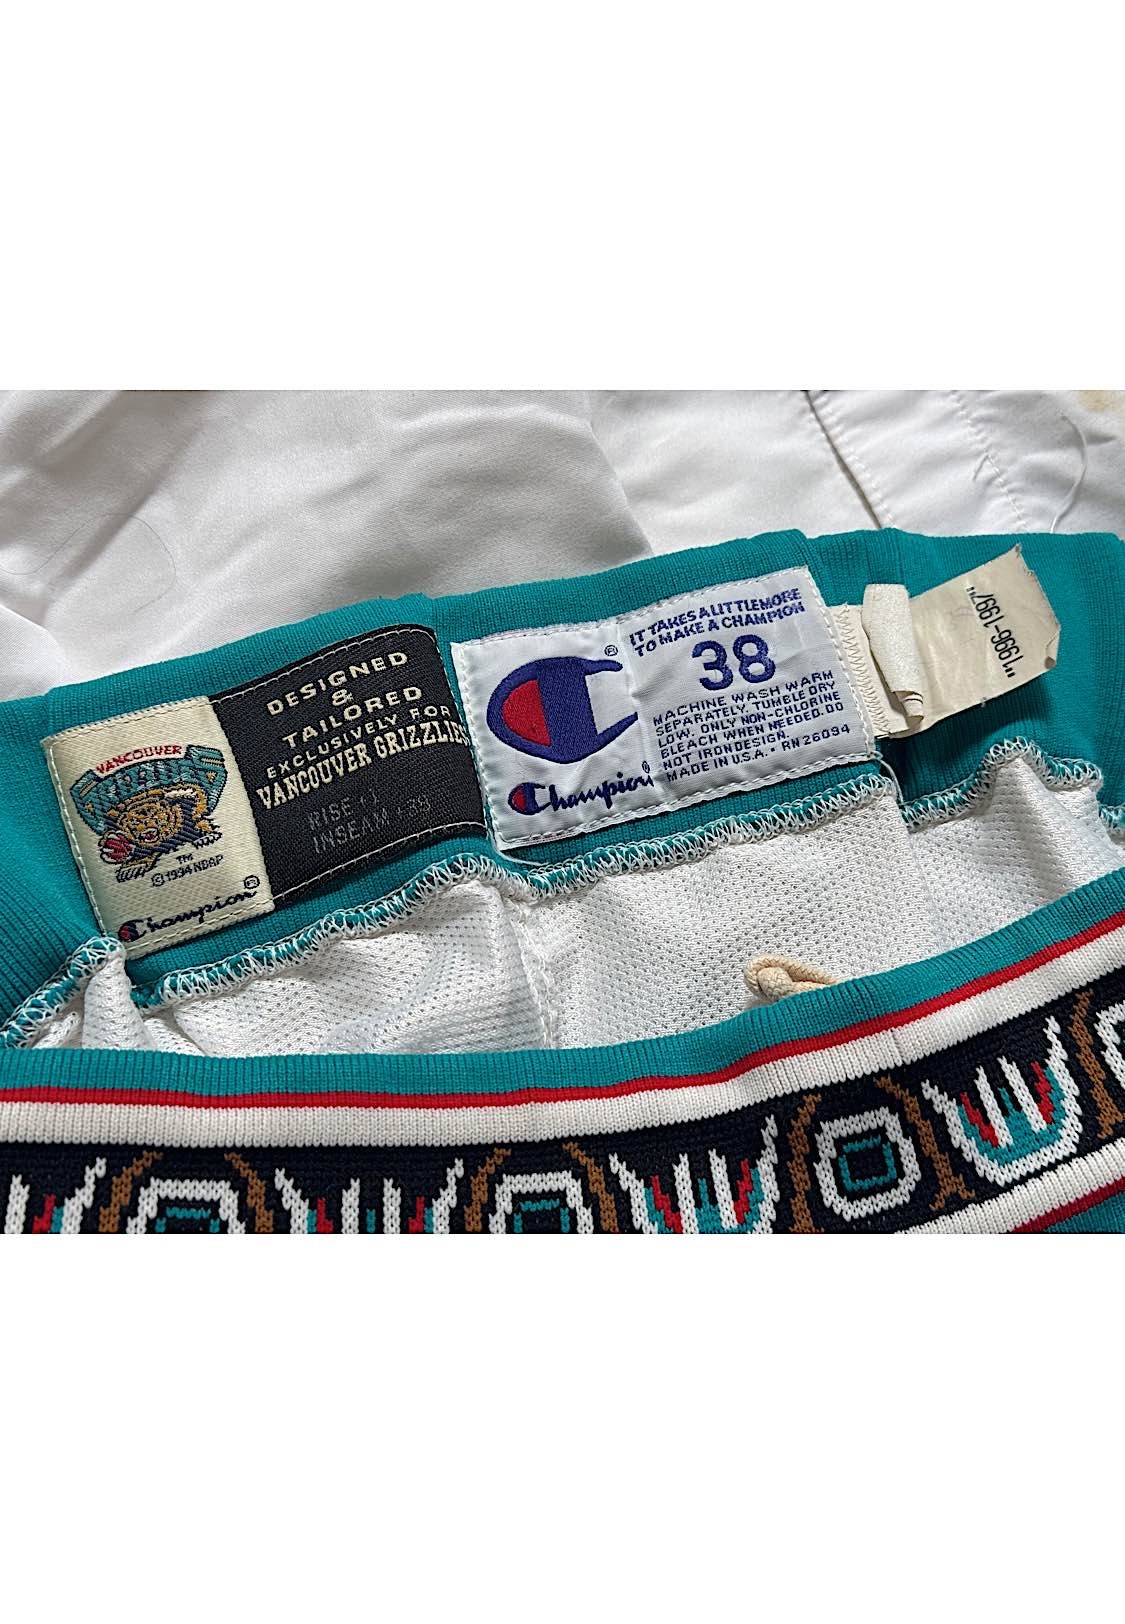 VANCOUVER
GRIZZLIES
TM
© 1994 NBAP
Champion®
DESIGNED
&
TAILORED
EXCLUSIVELY FOR
VANCOUVER GRIZZLIES
RISE
INSEAM
®
Champion®
IT TAKES A LITTLE MORE
TO MAKE A CHAMPION
38
MACHINE WASH WARM
SEPARATELY. TUMBLE DRY
LOW. ONLY NON-CHLORINE
BLEACH WHEN NEEDED. DO
NOT IRON DESIGN.
MADE IN U.S.A. • RN 26094
"1996-1997"